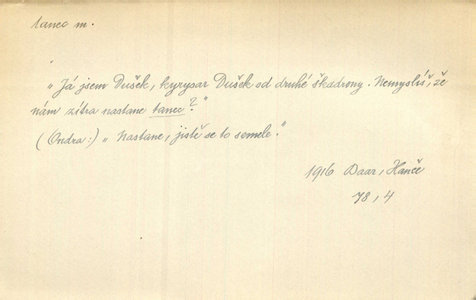 tanec m.
„Já jsem Dušek, kyrysar Dušek od druhé škadrony. Nemyslíš, že
nám zítra nastane tanec?"
(Ondra:) „Nastane, jistě se to semele."
1916 Baar, Hanče
78, 4